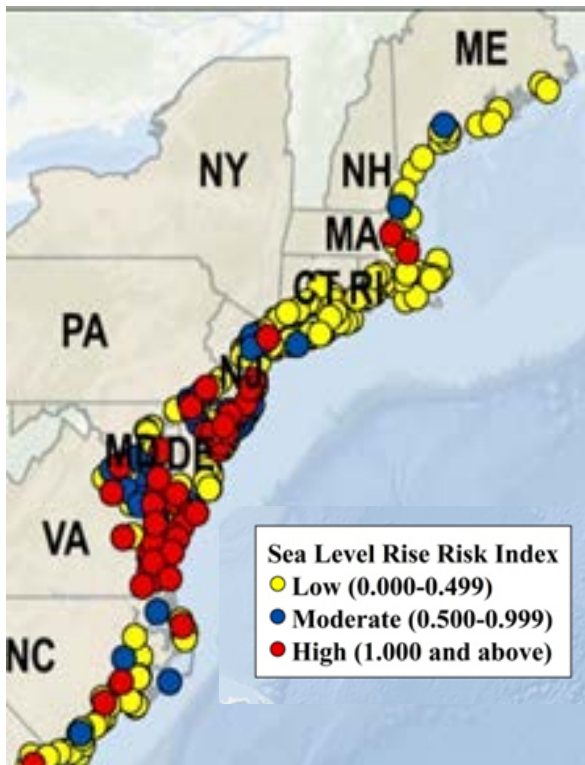 ME
NY
NH
MA
CT RI
PA
NJ
MD DE
VA
Sea Level Rise Risk Index
Low (0.000-0.499)
Moderate (0.500-0.999)
High (1.000 and above)
NC